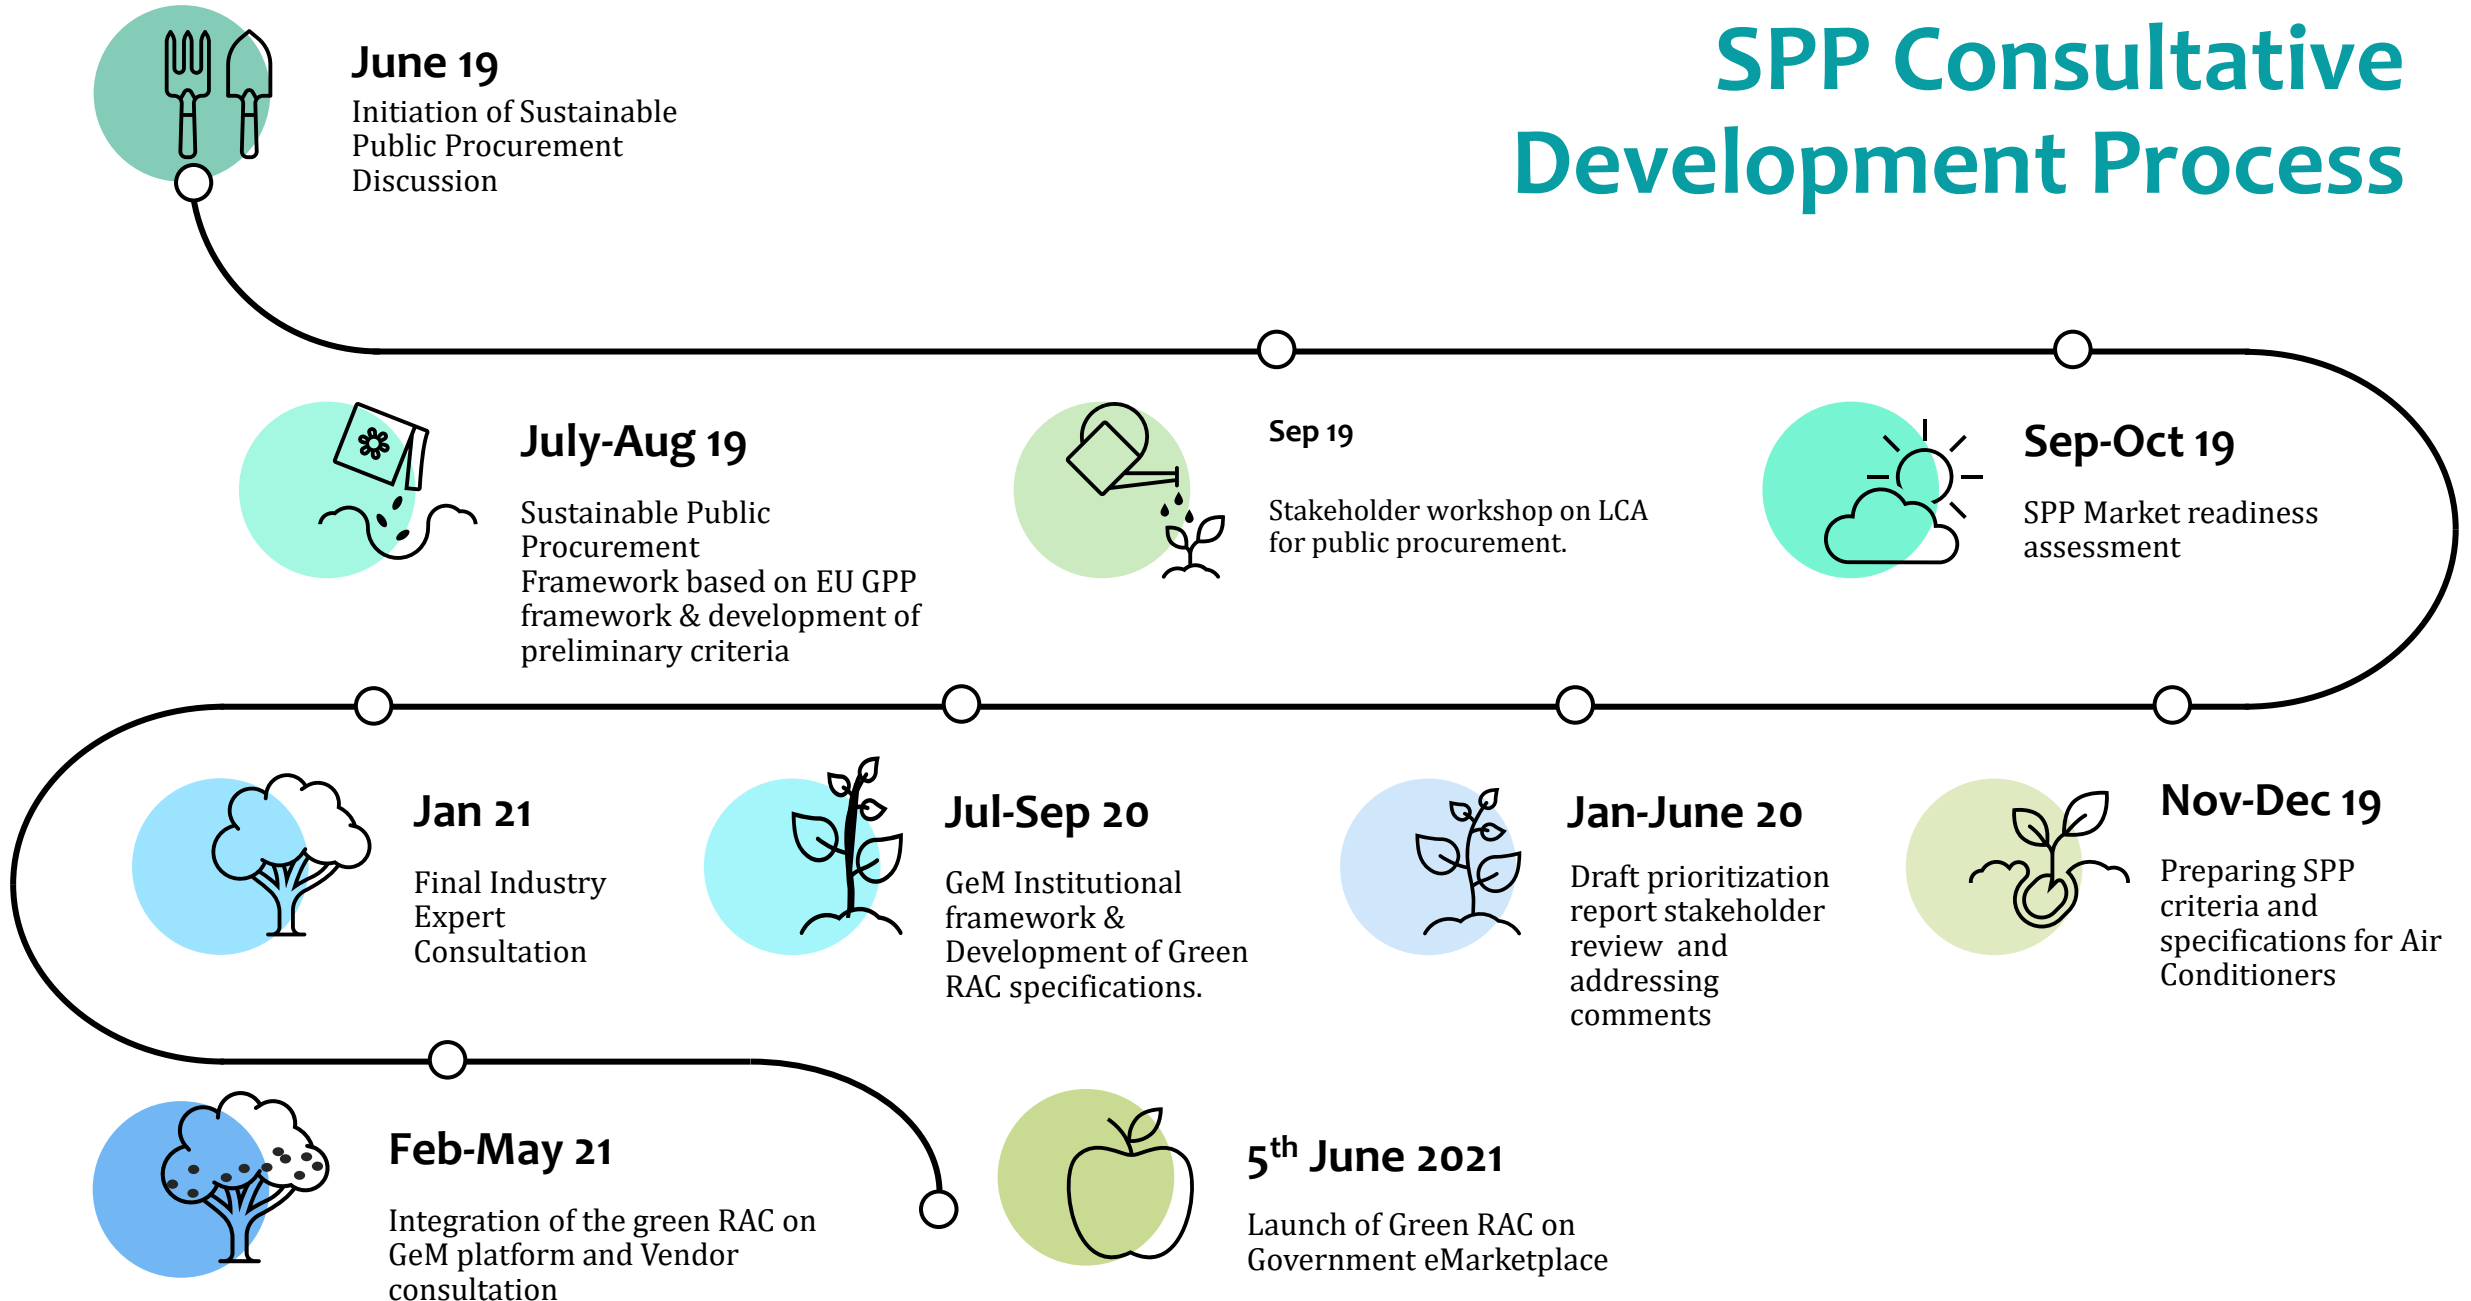 SPP Consultative
Development Process
June 19
Initiation of Sustainable
Public Procurement
Discussion
July-Aug 19
Sustainable Public
Procurement
Framework based on EU GPP
framework & development of
preliminary criteria
Sep 19
Stakeholder workshop on LCA
for public procurement.
Sep-Oct 19
SPP Market readiness
assessment
Nov-Dec 19
Preparing SPP
criteria and
specifications for Air
Conditioners
Jan-June 20
Draft prioritization
report stakeholder
review and
addressing
comments
Jul-Sep 20
GeM Institutional
framework &
Development of Green
RAC specifications.
Jan 21
Final Industry
Expert
Consultation
Feb-May 21
Integration of the green RAC on
GeM platform and Vendor
consultation
5th June 2021
Launch of Green RAC on
Government eMarketplace